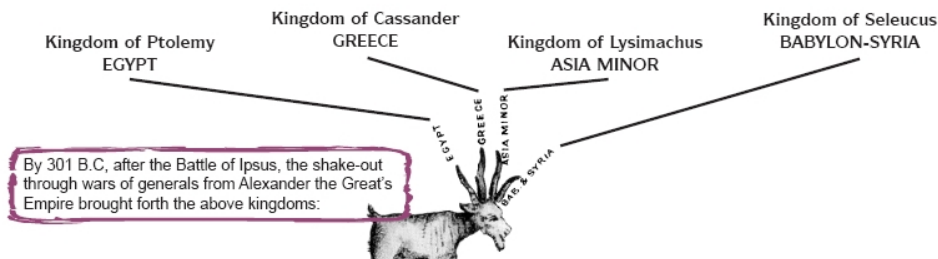 Kingdom of Ptolemy
EGYPT
Kingdom of Cassander
GREECE
Kingdom of Lysimachus
ASIA MINOR
Kingdom of Seleucus
BABYLON-SYRIA
EGYPT
GREECE
ASIA MINOR
BAB. & SYRIA
By 301 B.C, after the Battle of Ipsus, the shake-out
through wars of generals from Alexander the Great's
Empire brought forth the above kingdoms: